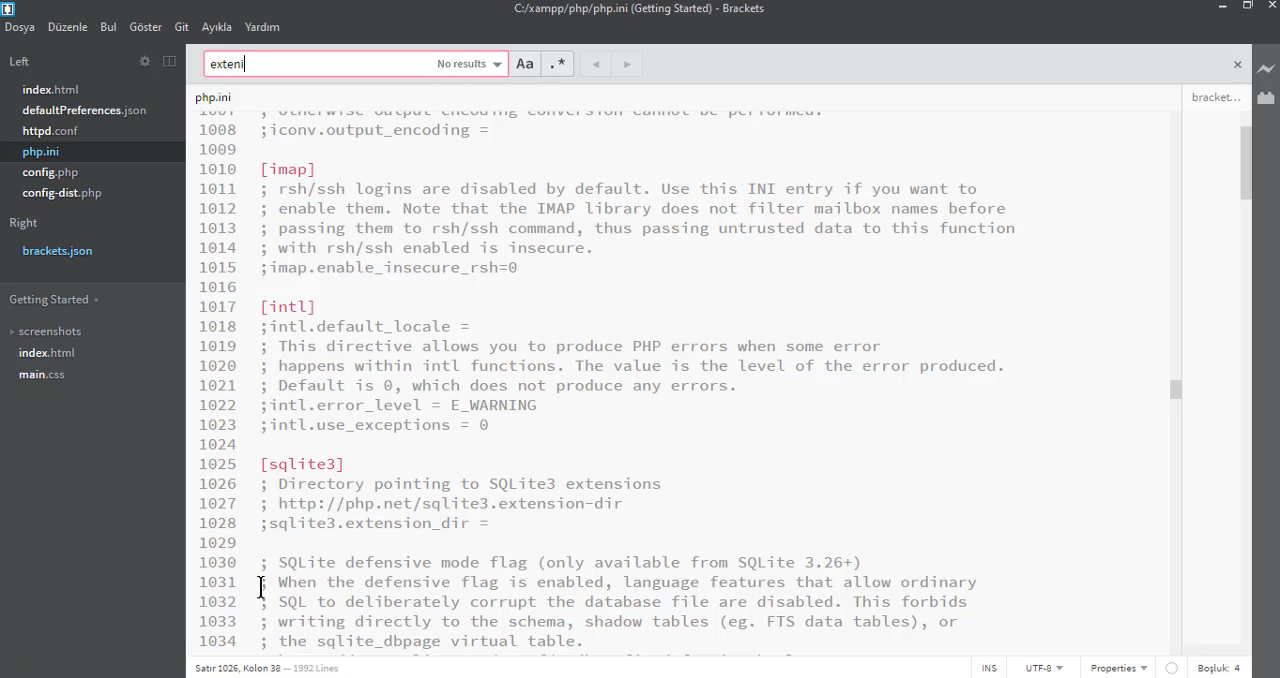 C:/xampp/php/php.ini (Getting Started) - Brackets
Dosya Düzenle Bul Göster Git Ayıkla Yardım
Left
index.html
defaultPreferences.json
httpd.conf
php.ini
config.php
config-dist.php
Right
brackets.json
Getting Started
screenshots
index.html
main.css
exteni No results Aa .*
php.ini
bracket...
1007 ; otherwise output encoding conversion cannot be performed.
1008 ;iconv.output_encoding =
1009
1010 [imap]
1011 ; rsh/ssh logins are disabled by default. Use this INI entry if you want to
1012 ; enable them. Note that the IMAP library does not filter mailbox names before
1013 ; passing them to rsh/ssh command, thus passing untrusted data to this function
1014 ; with rsh/ssh enabled is insecure.
1015 ;imap.enable_insecure_rsh=0
1016
1017 [intl]
1018 ;intl.default_locale =
1019 ; This directive allows you to produce PHP errors when some error
1020 ; happens within intl functions. The value is the level of the error produced.
1021 ; Default is 0, which does not produce any errors.
1022 ;intl.error_level = E_WARNING
1023 ;intl.use_exceptions = 0
1024
1025 [sqlite3]
1026 ; Directory pointing to SQLite3 extensions
1027 ; http://php.net/sqlite3.extension-dir
1028 ;sqlite3.extension_dir =
1029
1030 ; SQLite defensive mode flag (only available from SQLite 3.26+)
1031 ; When the defensive flag is enabled, language features that allow ordinary
1032 ; SQL to deliberately corrupt the database file are disabled. This forbids
1033 ; writing directly to the schema, shadow tables (eg. FTS data tables), or
1034 ; the sqlite_dbpage virtual table.
Satır 1026, Kolon 38 — 1992 Lines
INS UTF-8 Properties Boşluk: 4